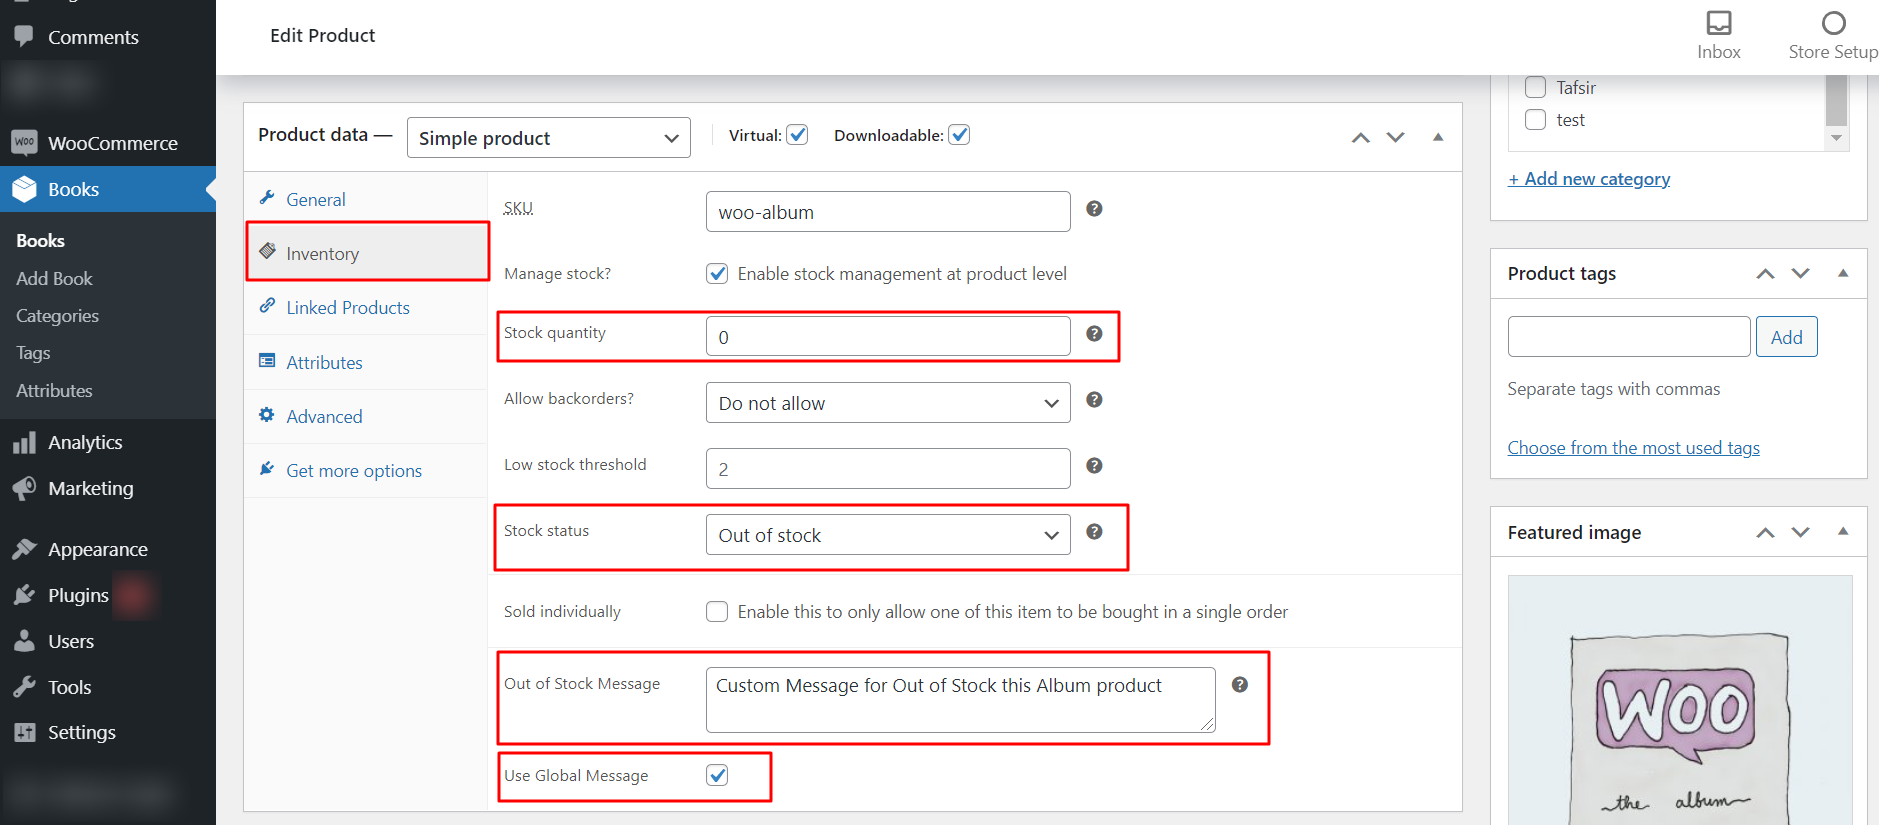 Comments
WooCommerce
Books
Books
Add Book
Categories
Tags
Attributes
Analytics
Marketing
Appearance
Plugins
Users
Tools
Settings
Edit Product
Inbox
Store Setup
Product data — Simple product Virtual: Downloadable:
General
Inventory
Linked Products
Attributes
Advanced
Get more options
SKU woo-album
Manage stock? Enable stock management at product level
Stock quantity 0
Allow backorders? Do not allow
Low stock threshold 2
Stock status Out of stock
Sold individually Enable this to only allow one of this item to be bought in a single order
Out of Stock Message Custom Message for Out of Stock this Album product
Use Global Message
Tafsir
test
+ Add new category
Product tags
Add
Separate tags with commas
Choose from the most used tags
Featured image
WOO
the album